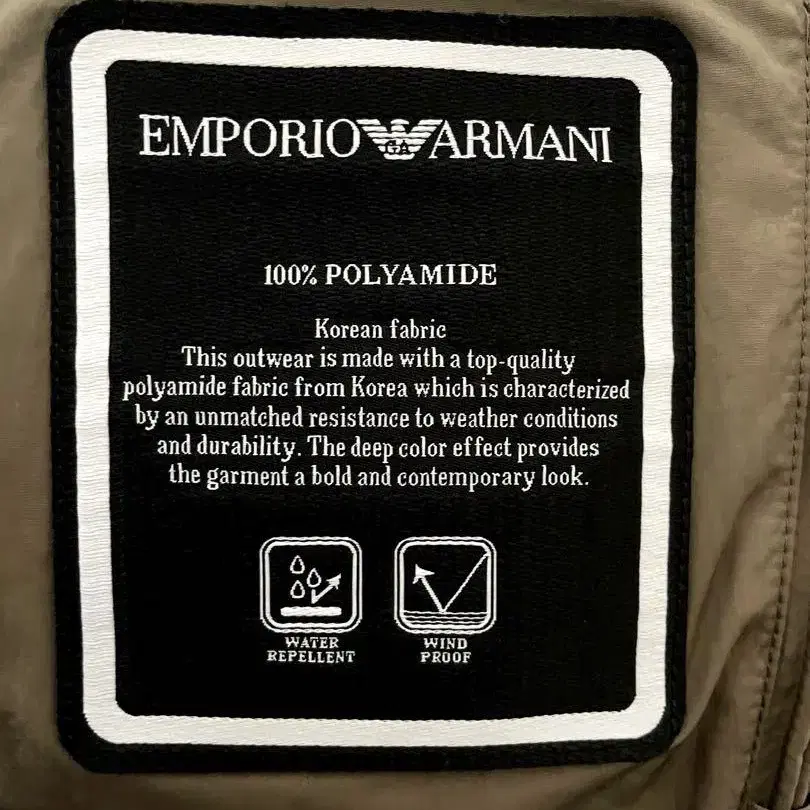 EMPORIO GA ARMANI
100% POLYAMIDE
Korean fabric
This outwear is made with a top-quality
polyamide fabric from Korea which is characterized
by an unmatched resistance to weather conditions
and durability. The deep color effect provides
the garment a bold and contemporary look.
WATER REPELLENT
WIND PROOF